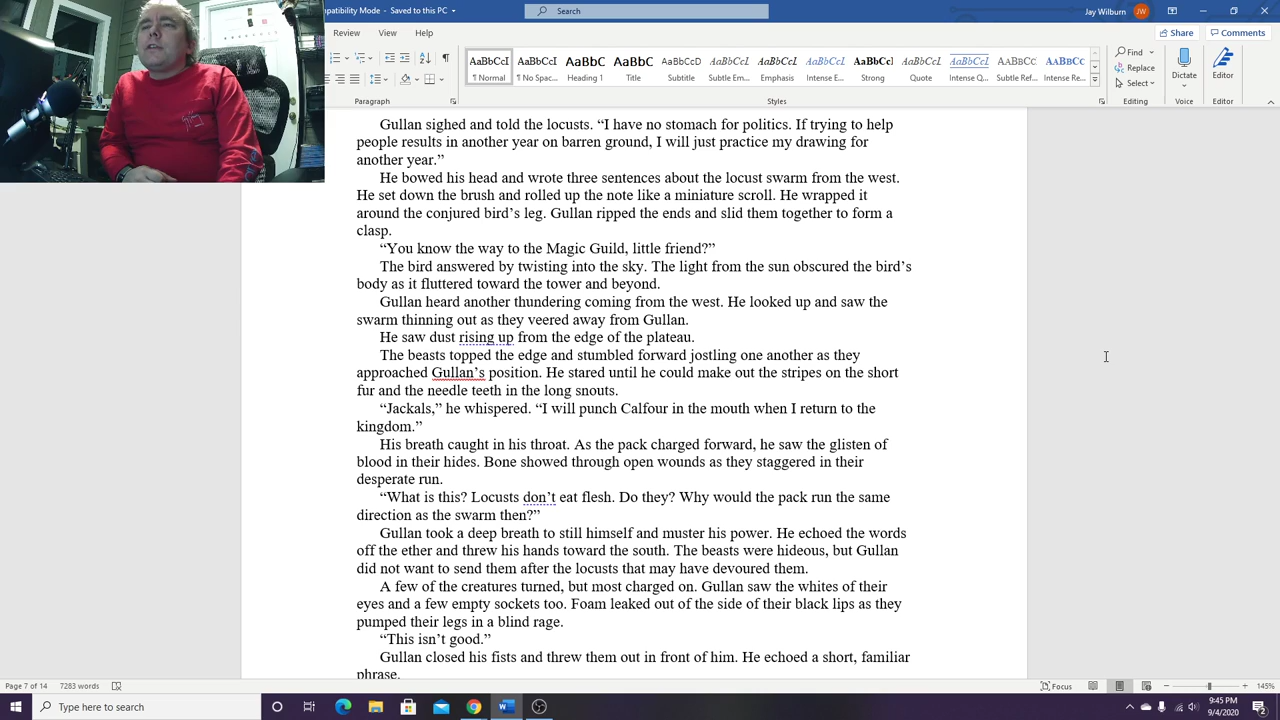 patibility Mode - Saved to this PC
Search
Jay Wilburn
JW
Review View Help
Share
Comments
AaBbCcI AaBbCcI AaBbC AaBbC AaBbCcD AaBbCcI AaBbCcI AaBbCcI AaBbCcI AaBbCcI AaBbCcI AaBbCc AaBbCc
¶ Normal ¶ No Spac... Heading 1 Title Subtitle Subtle Em... Emphasis Intense E... Strong Quote Intense Q... Subtle Ref... Intense Re...
Find
Replace
Select
Dictate
Editor
Paragraph Styles Editing Voice Editor
Gullan sighed and told the locusts. “I have no stomach for politics. If trying to help
people results in another year on barren ground, I will just practice my drawing for
another year.”
He bowed his head and wrote three sentences about the locust swarm from the west.
He set down the brush and rolled up the note like a miniature scroll. He wrapped it
around the conjured bird’s leg. Gullan ripped the ends and slid them together to form a
clasp.
“You know the way to the Magic Guild, little friend?”
The bird answered by twisting into the sky. The light from the sun obscured the bird’s
body as it fluttered toward the tower and beyond.
Gullan heard another thundering coming from the west. He looked up and saw the
swarm thinning out as they veered away from Gullan.
He saw dust rising up from the edge of the plateau.
The beasts topped the edge and stumbled forward jostling one another as they
approached Gullan’s position. He stared until he could make out the stripes on the short
fur and the needle teeth in the long snouts.
“Jackals,” he whispered. “I will punch Calfour in the mouth when I return to the
kingdom.”
His breath caught in his throat. As the pack charged forward, he saw the glisten of
blood in their hides. Bone showed through open wounds as they staggered in their
desperate run.
“What is this? Locusts don’t eat flesh. Do they? Why would the pack run the same
direction as the swarm then?”
Gullan took a deep breath to still himself and muster his power. He echoed the words
off the ether and threw his hands toward the south. The beasts were hideous, but Gullan
did not want to send them after the locusts that may have devoured them.
A few of the creatures turned, but most charged on. Gullan saw the whites of their
eyes and a few empty sockets too. Foam leaked out of the side of their black lips as they
pumped their legs in a blind rage.
“This isn’t good.”
Gullan closed his fists and threw them out in front of him. He echoed a short, familiar
phrase.
Page 7 of 14 7283 words
Focus
145%
Type here to search
9:45 PM
9/4/2020